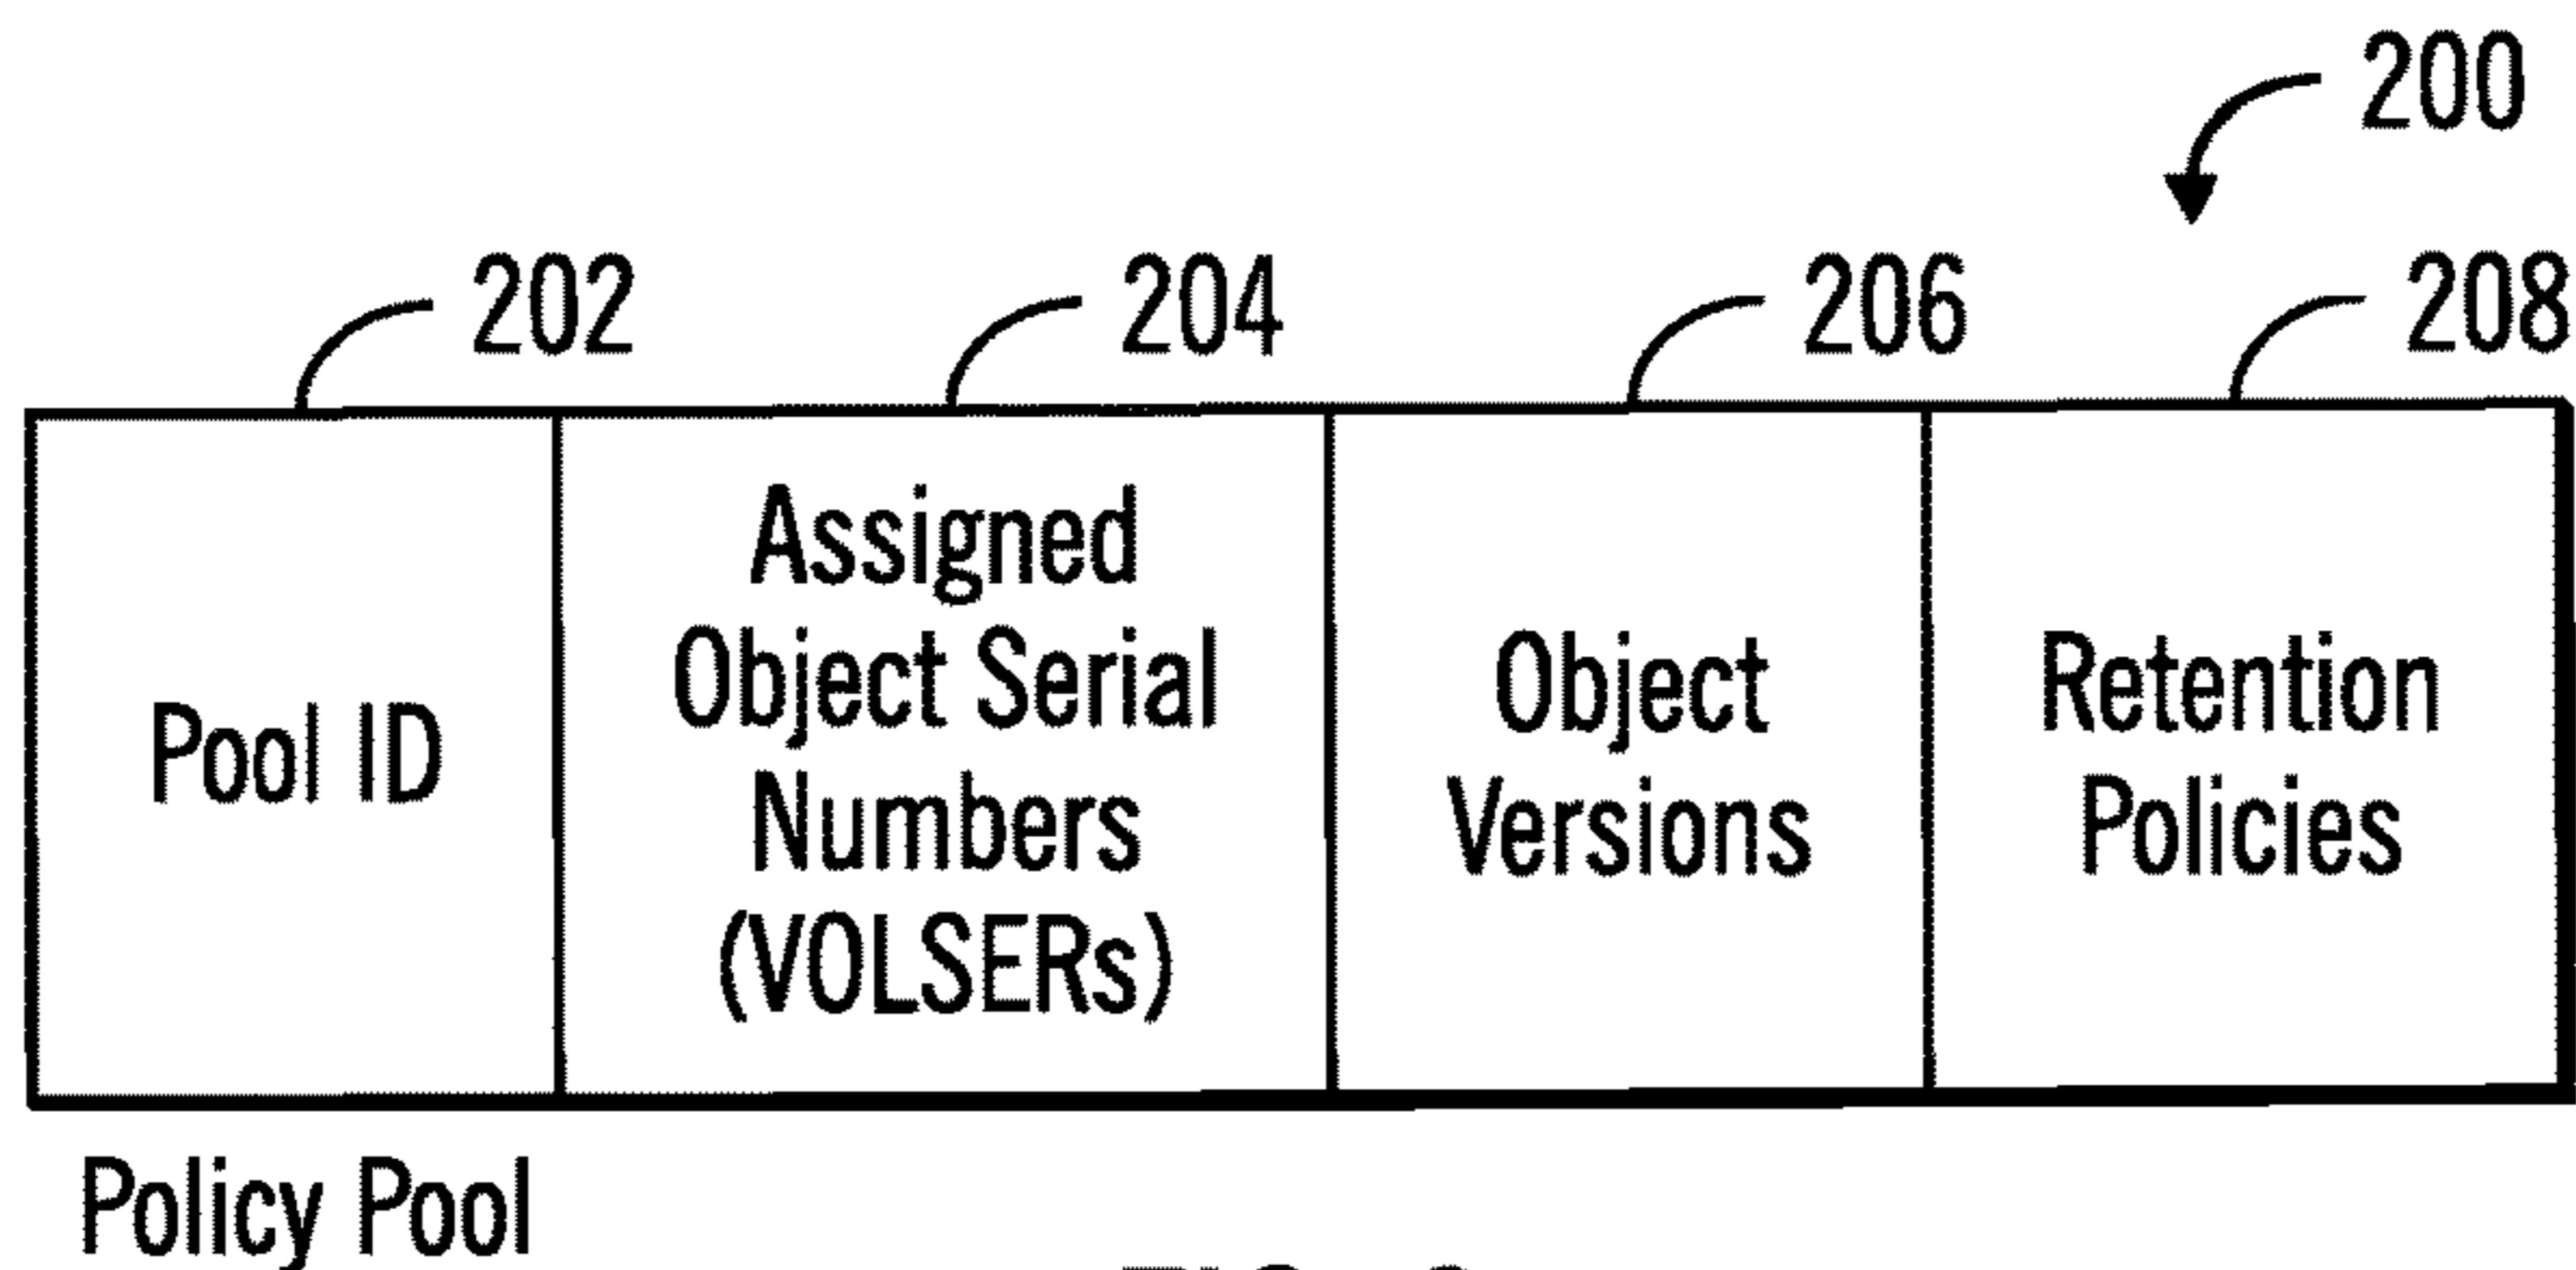 200
202
204
206
208
Pool ID
Assigned
Object Serial
Numbers
(VOLSERs)
Object
Versions
Retention
Policies
Policy Pool